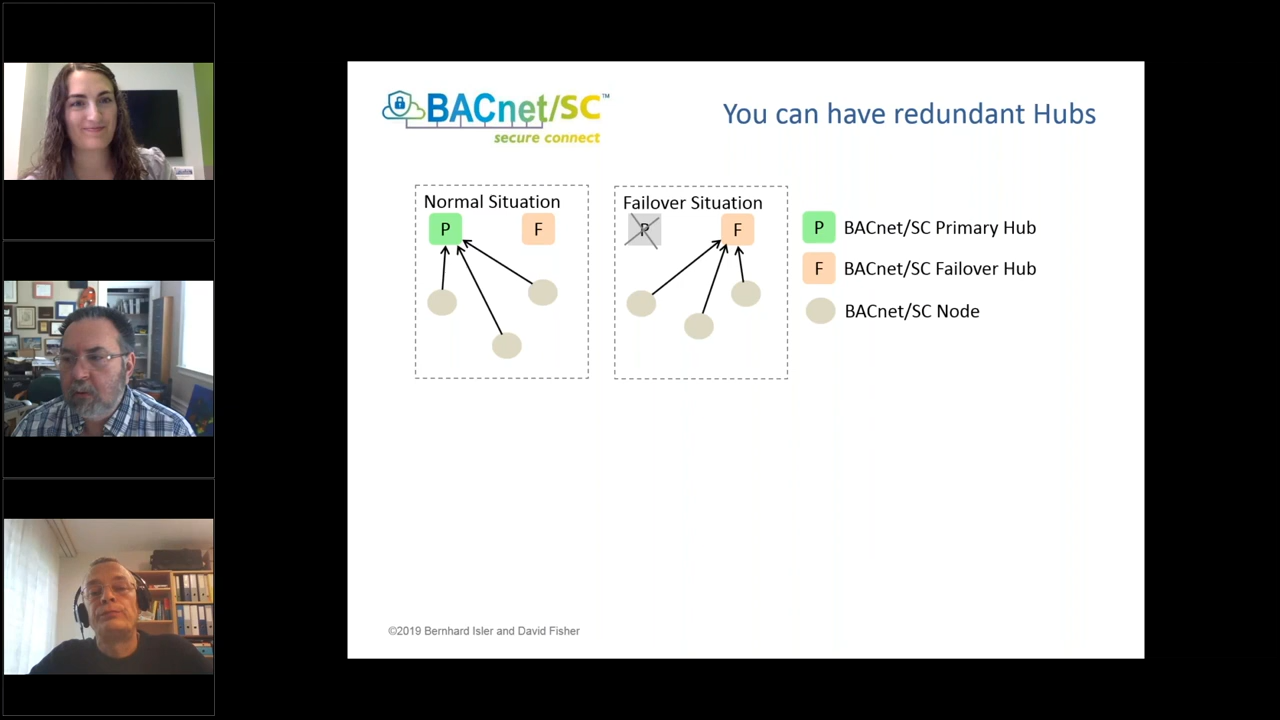 BACnet/SC™
secure connect
You can have redundant Hubs
Normal Situation
P
F
Failover Situation
P
F
P BACnet/SC Primary Hub
F BACnet/SC Failover Hub
BACnet/SC Node
©2019 Bernhard Isler and David Fisher